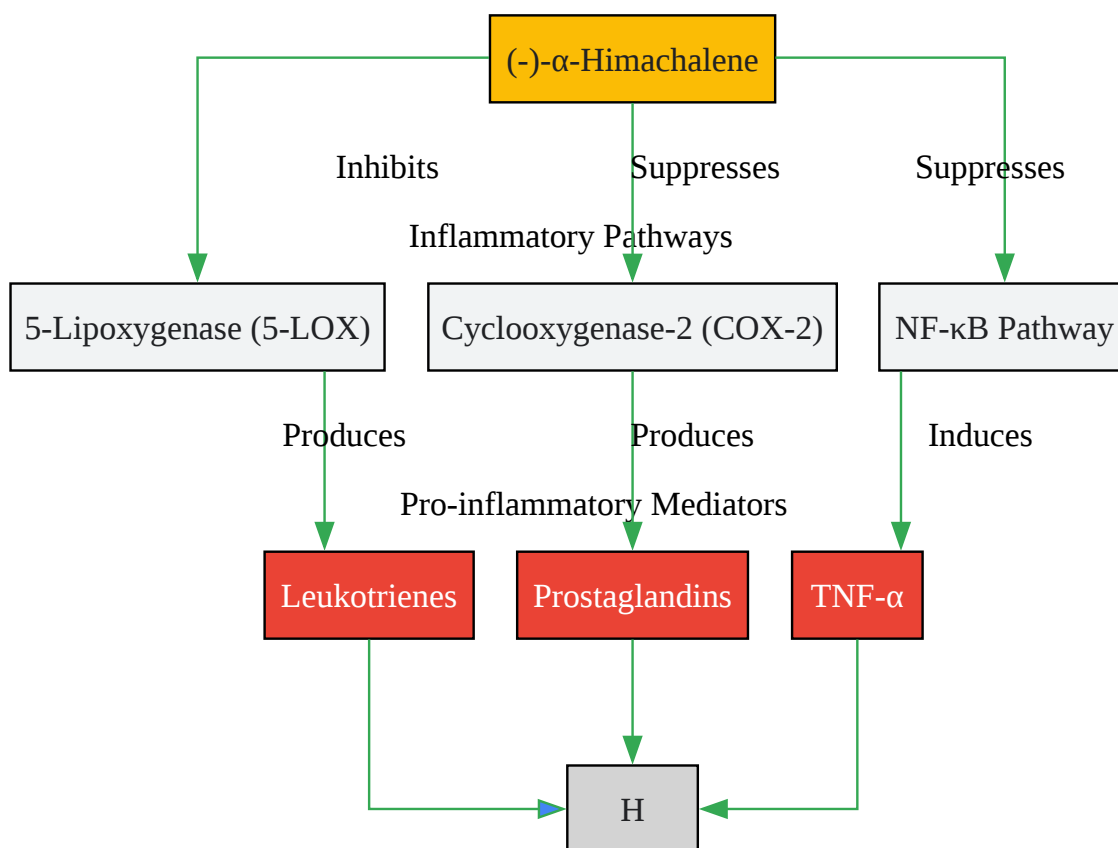 (-)-α-Himachalene
Inhibits
Suppresses
Suppresses
Inflammatory Pathways
5-Lipoxygenase (5-LOX)
Cyclooxygenase-2 (COX-2)
NF-κB Pathway
Produces
Produces
Induces
Pro-inflammatory Mediators
Leukotrienes
Prostaglandins
TNF-α
H